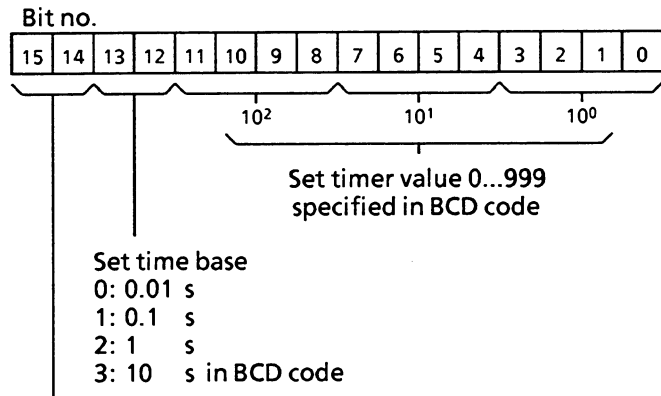 Bit no.
15 14 13 12 11 10 9 8 7 6 5 4 3 2 1 0
10² 10¹ 10⁰
Set timer value 0...999
specified in BCD code
Set time base
0: 0.01 s
1: 0.1 s
2: 1 s
3: 10 s in BCD code